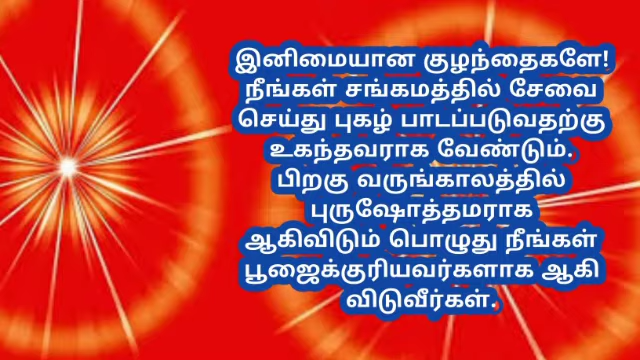 இனிமையான குழந்தைகளே!
நீங்கள் சங்கமத்தில் சேவை
செய்து புகழ் பாடப்படுவதற்கு
உகந்தவராக வேண்டும்.
பிறகு வருங்காலத்தில்
புருஷோத்தமராக
ஆகிவிடும் பொழுது நீங்கள்
பூஜைக்குரியவர்களாக ஆகி
விடுவீர்கள்.